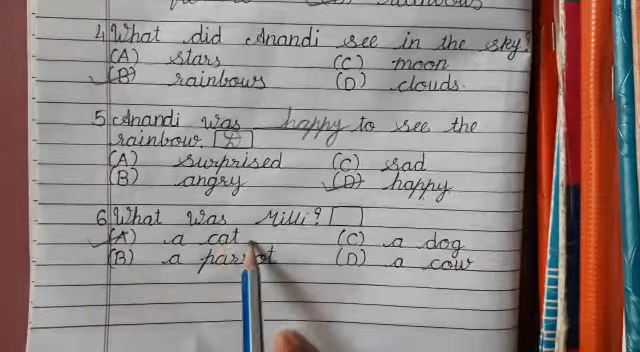 rainbows
4 What did Anandi see in the sky?
(A) stars (C) moon
(B) rainbows (D) clouds.
5 Anandi was happy to see the
rainbow. D
(A) surprised (C) sad
(B) angry (D) happy
6 What was Milli?
(A) a cat (C) a dog
(B) a parrot (D) a cow